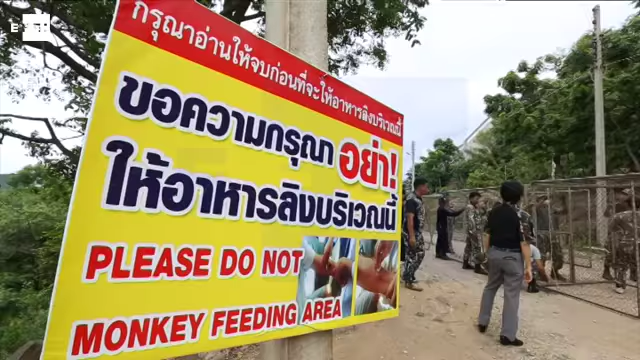 กรุณาอ่านให้จบก่อนที่จะให้อาหารลิงบริเวณนี้
ขอความกรุณา อย่า!
ให้อาหารลิงบริเวณนี้
PLEASE DO NOT
MONKEY FEEDING AREA